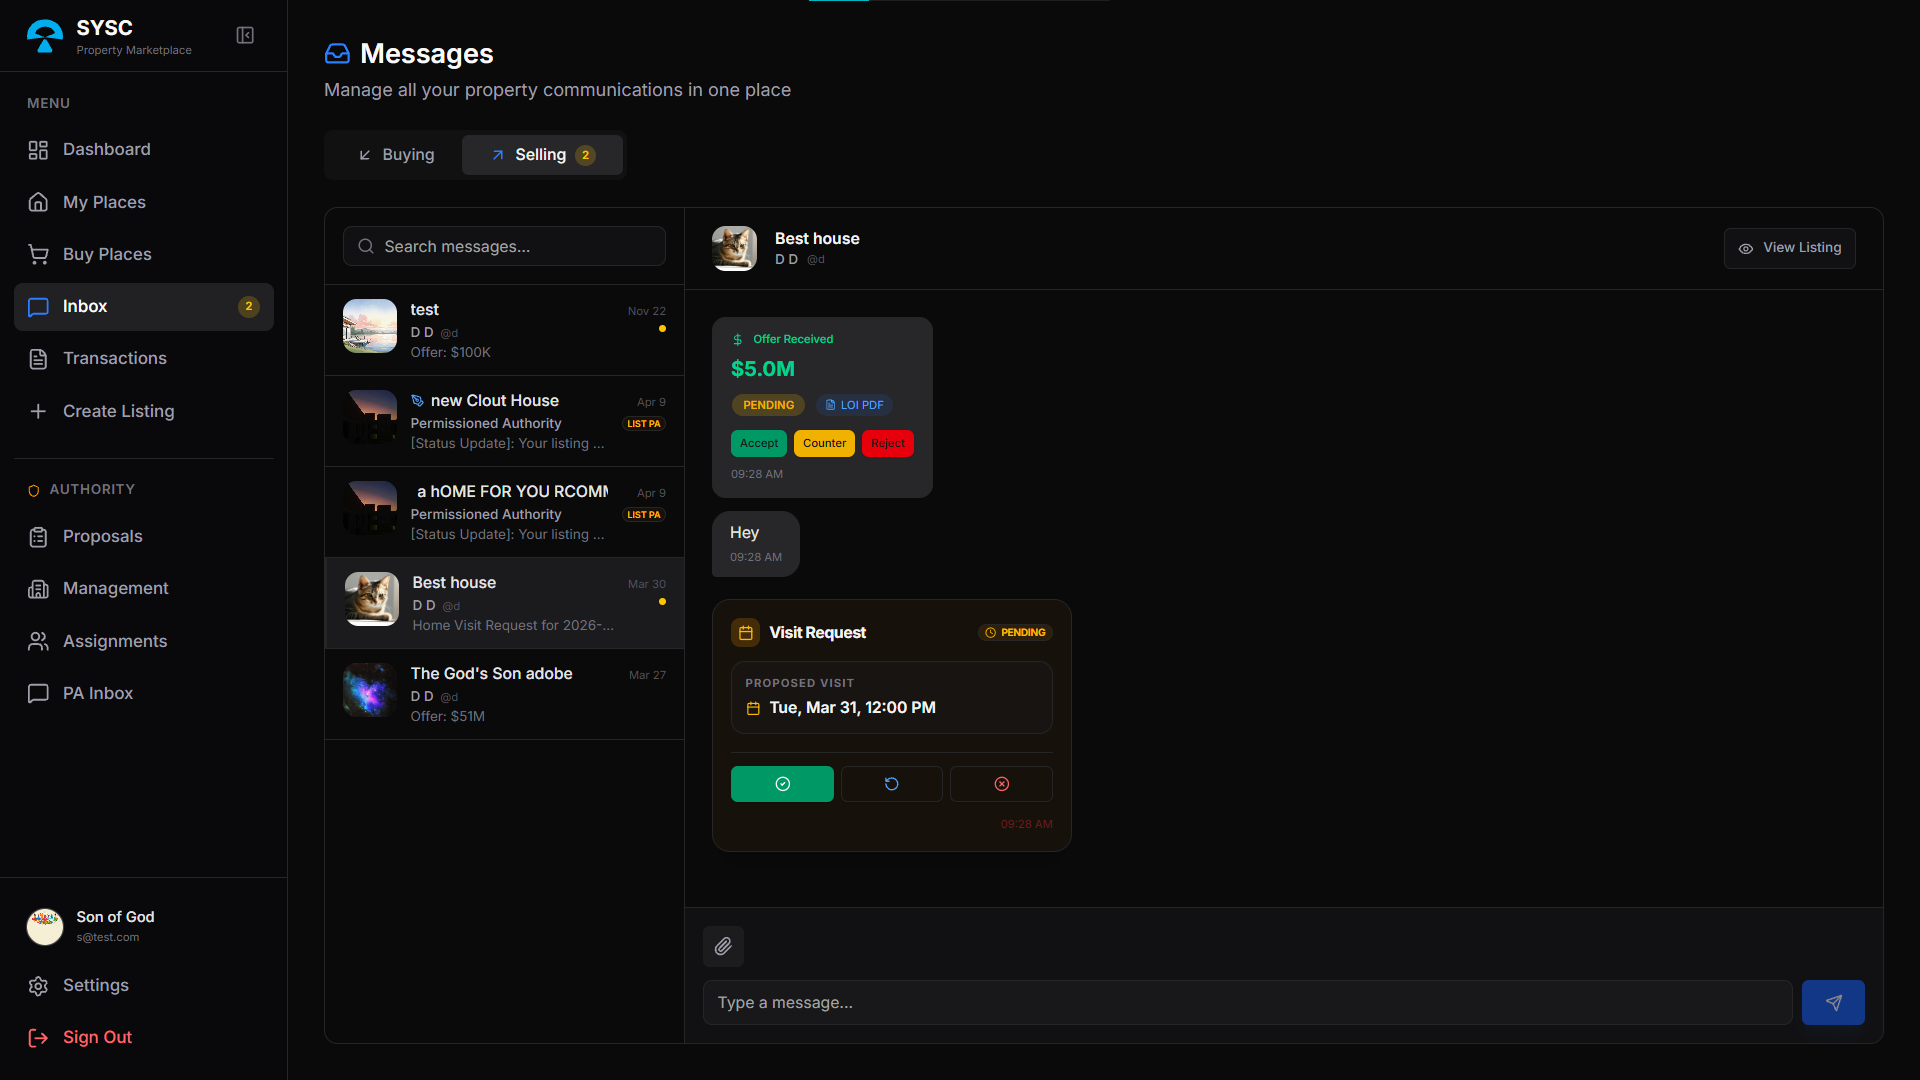 SYSC
Property Marketplace
MENU
Dashboard
My Places
Buy Places
Inbox
2
Transactions
Create Listing
AUTHORITY
Proposals
Management
Assignments
PA Inbox
Son of God
s@test.com
Settings
Sign Out
Messages
Manage all your property communications in one place
Buying
Selling 2
Search messages...
test
Nov 22
D D @d
Offer: $100K
new Clout House
Apr 9
Permissioned Authority
LIST PA
[Status Update]: Your listing ...
a hOME FOR YOU RCOMM
Apr 9
Permissioned Authority
LIST PA
[Status Update]: Your listing ...
Best house
Mar 30
D D @d
Home Visit Request for 2026-...
The God's Son adobe
Mar 27
D D @d
Offer: $51M
Best house
D D @d
View Listing
Offer Received
$5.0M
PENDING LOI PDF
Accept Counter Reject
09:28 AM
Hey
09:28 AM
Visit Request
PENDING
PROPOSED VISIT
Tue, Mar 31, 12:00 PM
09:28 AM
Type a message...